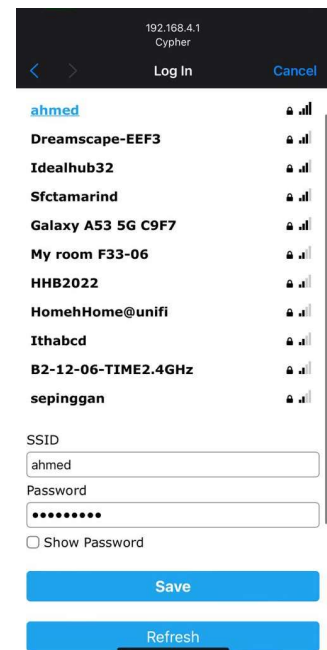 192.168.4.1
Cypher
Log In
Cancel
ahmed
Dreamscape-EEF3
Idealhub32
Sfctamarind
Galaxy A53 5G C9F7
My room F33-06
HHB2022
HomehHome@unifi
Ithabcd
B2-12-06-TIME2.4GHz
sepinggan
SSID
ahmed
Password
•••••••••
Show Password
Save
Refresh